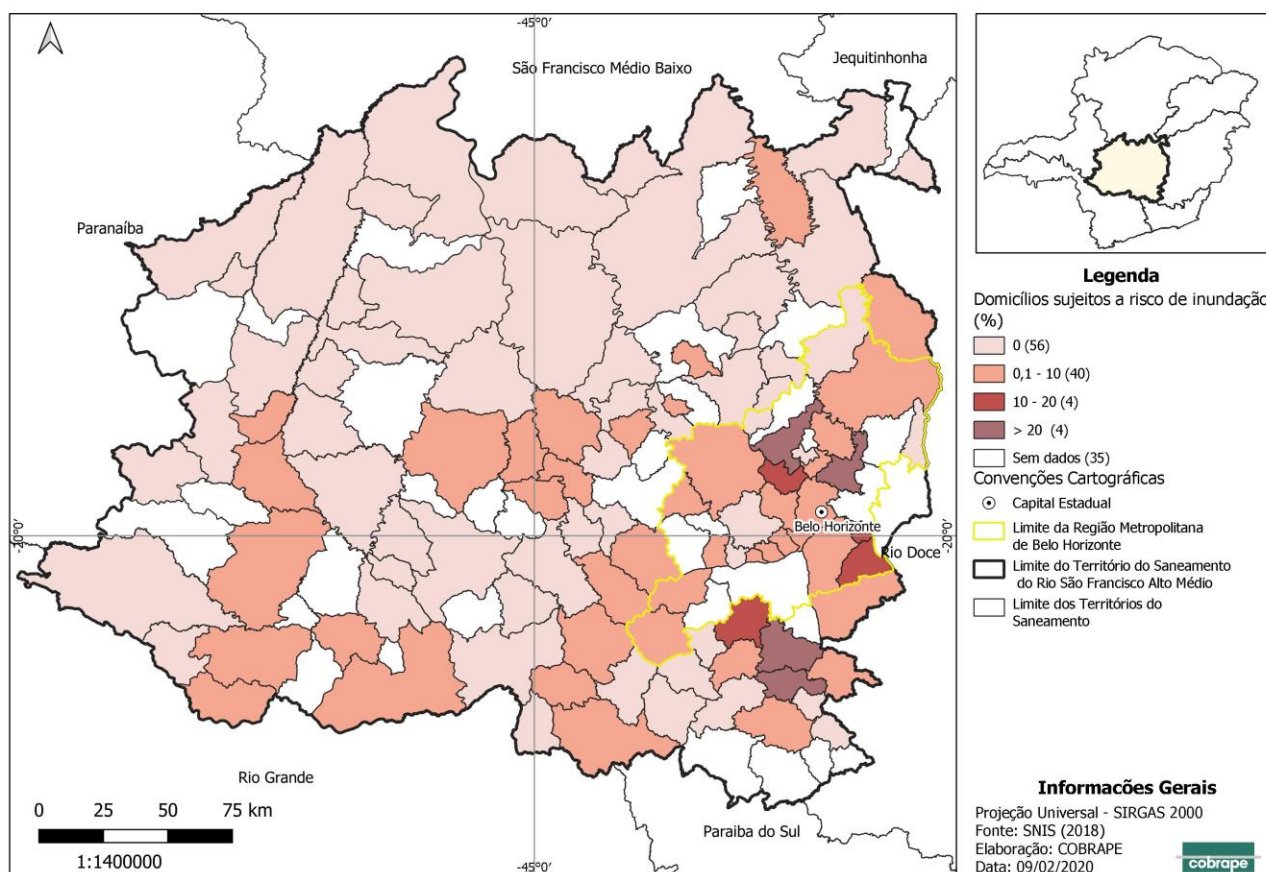 -45°0'
São Francisco Médio Baixo
Jequitinhonha
Paranaíba
-20°0'
Belo Horizonte
Rio Doce
-20°0'
Rio Grande
Paraiba do Sul
0 25 50 75 km
1:1400000
-45°0'
Legenda
Domicílios sujeitos a risco de inundação
(%)
0 (56)
0,1 - 10 (40)
10 - 20 (4)
> 20 (4)
Sem dados (35)
Convenções Cartográficas
Capital Estadual
Limite da Região Metropolitana
de Belo Horizonte
Limite do Território do Saneamento
do Rio São Francisco Alto Médio
Limite dos Territórios do
Saneamento
Informacões Gerais
Projeção Universal - SIRGAS 2000
Fonte: SNIS (2018)
Elaboração: COBRAPE
Data: 09/02/2020
cobrape